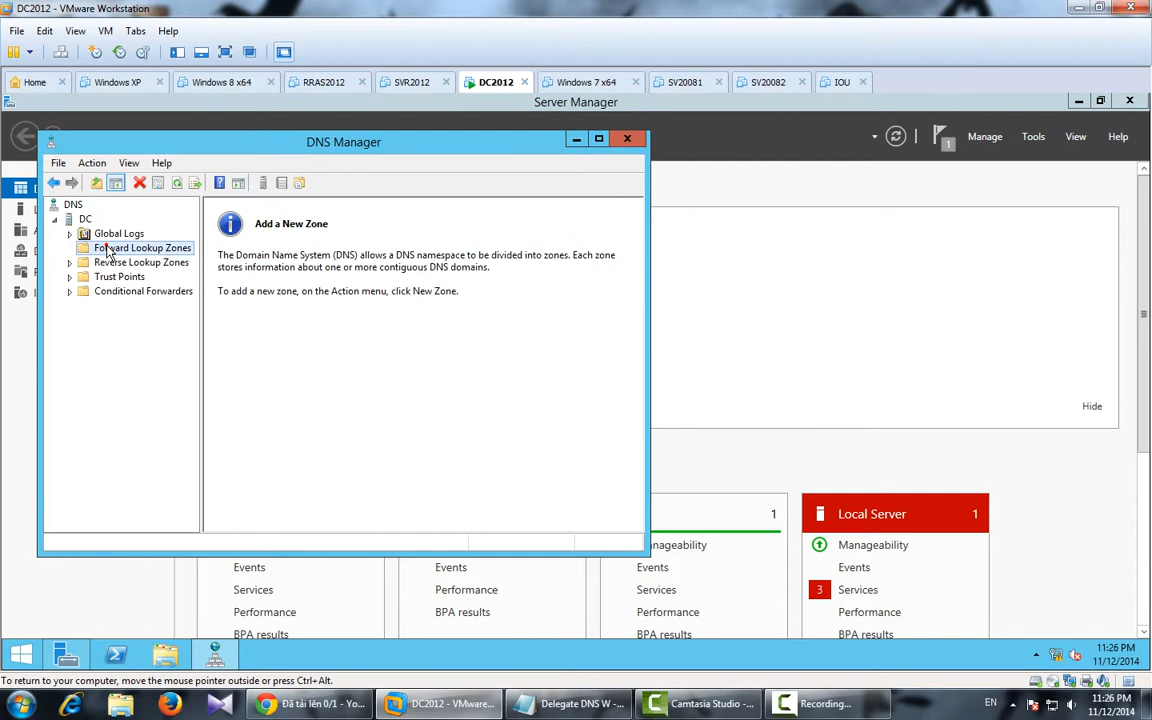 DC2012 - VMware Workstation
File Edit View VM Tabs Help
Home Windows XP Windows 8 x64 RRAS2012 SVR2012 DC2012 Windows 7 x64 SV20081 SV20082 IOU
Server Manager
1 Manage Tools View Help
DNS Manager
File Action View Help
DNS
DC
Global Logs
Forward Lookup Zones
Reverse Lookup Zones
Trust Points
Conditional Forwarders
Add a New Zone
The Domain Name System (DNS) allows a DNS namespace to be divided into zones. Each zone
stores information about one or more contiguous DNS domains.
To add a new zone, on the Action menu, click New Zone.
Hide
1 Local Server 1
Manageability
Events Events Events Events
Services Performance Services 3 Services
Performance BPA results Performance Performance
BPA results BPA results BPA results
11:26 PM
11/12/2014
To return to your computer, move the mouse pointer outside or press Ctrl+Alt.
Đã tải lên 0/1 - Yo... DC2012 - VMware... Delegate DNS W -... Camtasia Studio -... Recording...
EN
11:26 PM
11/12/2014